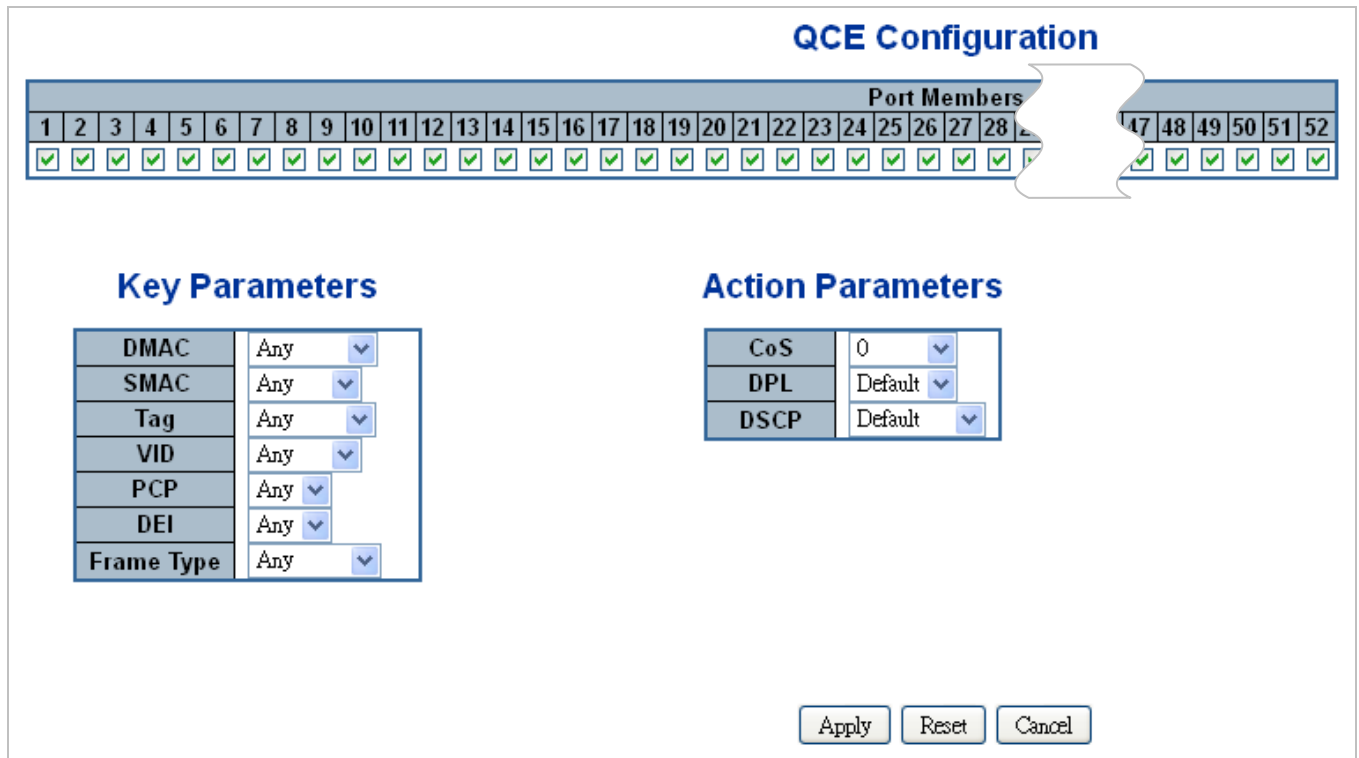 QCE Configuration
Port Members
1 2 3 4 5 6 7 8 9 10 11 12 13 14 15 16 17 18 19 20 21 22 23 24 25 26 27 28 47 48 49 50 51 52
Key Parameters
DMAC Any
SMAC Any
Tag Any
VID Any
PCP Any
DEI Any
Frame Type Any
Action Parameters
CoS 0
DPL Default
DSCP Default
Apply Reset Cancel